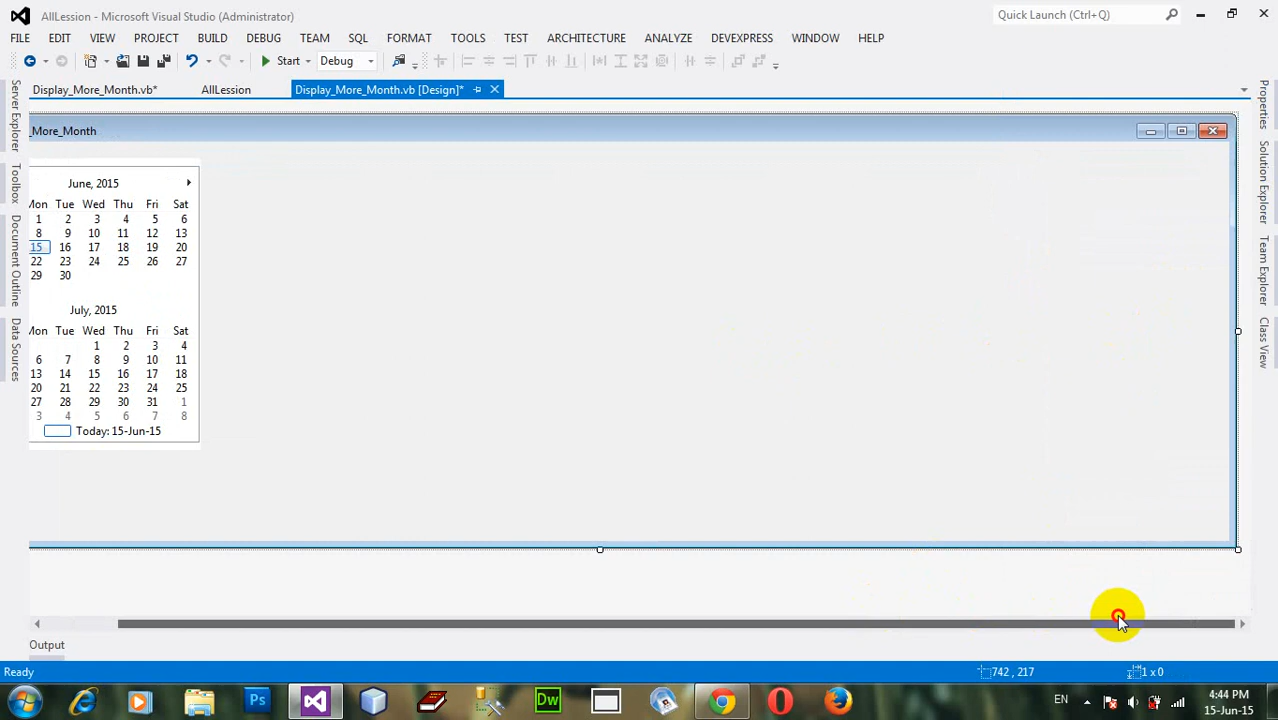 AllLession - Microsoft Visual Studio (Administrator)
Quick Launch (Ctrl+Q)
FILE EDIT VIEW PROJECT BUILD DEBUG TEAM SQL FORMAT TOOLS TEST ARCHITECTURE ANALYZE DEVEXPRESS WINDOW HELP
Start Debug
Display_More_Month.vb* AllLession Display_More_Month.vb [Design]*
Server Explorer
Toolbox
Document Outline
Data Sources
Properties
Solution Explorer
Team Explorer
Class View
_More_Month
June, 2015
Mon Tue Wed Thu Fri Sat
1 2 3 4 5 6
8 9 10 11 12 13
15 16 17 18 19 20
22 23 24 25 26 27
29 30
July, 2015
Mon Tue Wed Thu Fri Sat
1 2 3 4
6 7 8 9 10 11
13 14 15 16 17 18
20 21 22 23 24 25
27 28 29 30 31 1
3 4 5 6 7 8
Today: 15-Jun-15
Output
Ready 742 , 217 1 x 0
Ps Dw EN 4:44 PM
15-Jun-15